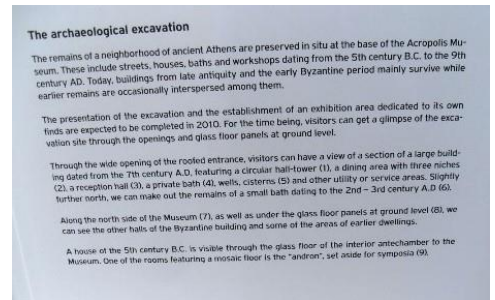 The archaeological excavation
The remains of a neighborhood of ancient Athens are preserved in situ at the base of the Acropolis Mu-
seum. These include streets, houses, baths and workshops dating from the 5th century B.C. to the 9th
century AD. Today, buildings from late antiquity and the early Byzantine period mainly survive while
earlier remains are occasionally interspersed among them.
The presentation of the excavation and the establishment of an exhibition area dedicated to its own
finds are expected to be completed in 2010. For the time being, visitors can get a glimpse of the exca-
vation site through the openings and glass floor panels at ground level.
Through the wide opening of the roofed entrance, visitors can have a view of a section of a large build-
ing dated from the 7th century A.D, featuring a circular hall-tower (1), a dining area with three niches
(2), a reception hall (3), a private bath (4), wells, cisterns (5) and other utility or service areas. Slightly
further north, we can make out the remains of a small bath dating to the 2nd - 3rd century A.D (6).
Along the north side of the Museum (7), as well as under the glass floor panels at ground level (8), we
can see the other halls of the Byzantine building and some of the areas of earlier dwellings.
A house of the 5th century B.C. is visible through the glass floor of the interior antechamber to the
Museum. One of the rooms featuring a mosaic floor is the "andron", set aside for symposia (9).